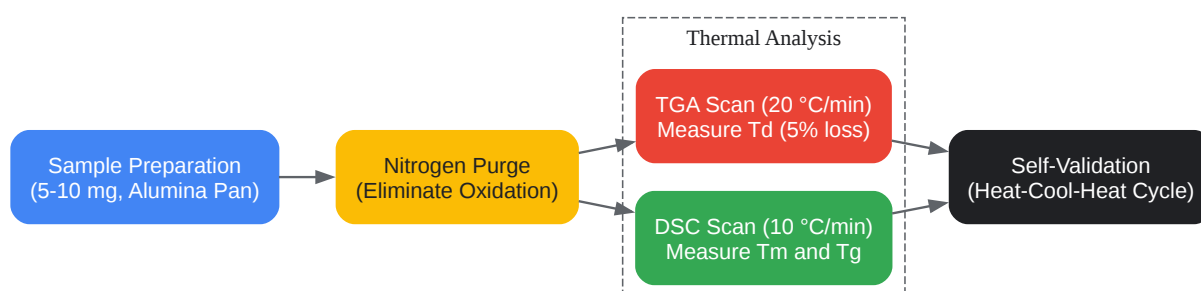 Thermal Analysis
Sample Preparation
(5-10 mg, Alumina Pan)
Nitrogen Purge
(Eliminate Oxidation)
TGA Scan (20 °C/min)
Measure Td (5% loss)
DSC Scan (10 °C/min)
Measure Tm and Tg
Self-Validation
(Heat-Cool-Heat Cycle)